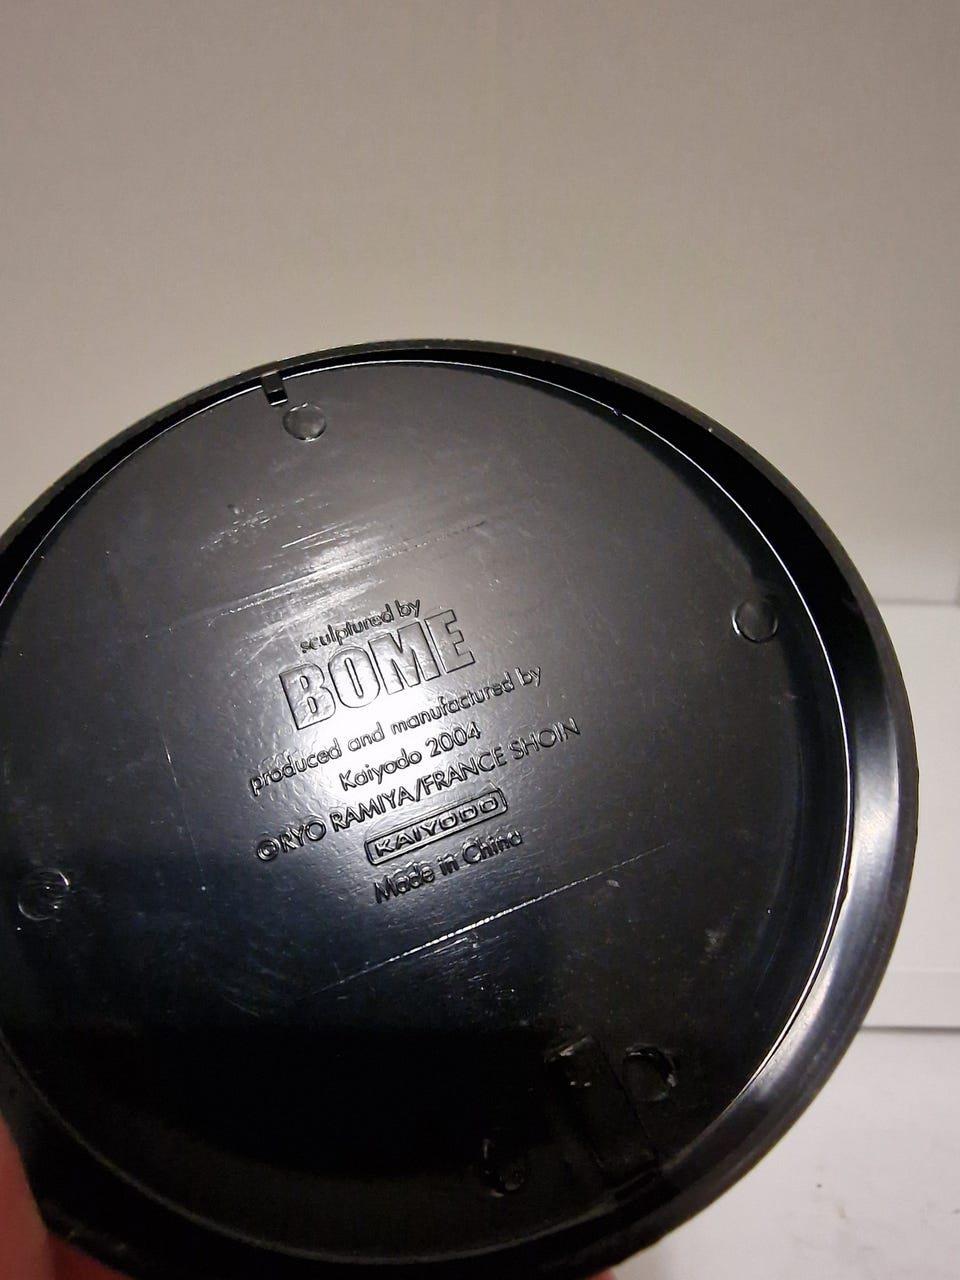 sculptured by
BOME
produced and manufactured by
Kaiyodo 2004
©RYO RAMIYA/FRANCE SHOIN
KAIYODO
Made in China